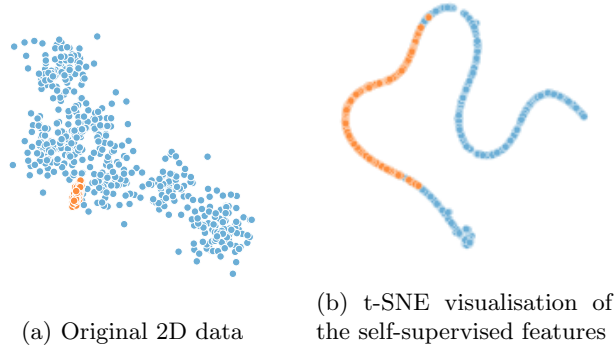 (a) Original 2D data
(b) t-SNE visualisation of
the self-supervised features